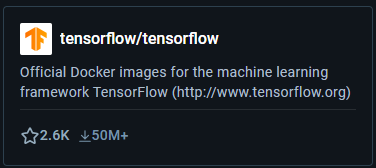 tensorflow/tensorflow
Official Docker images for the machine learning
framework TensorFlow (http://www.tensorflow.org)
2.6K 50M+